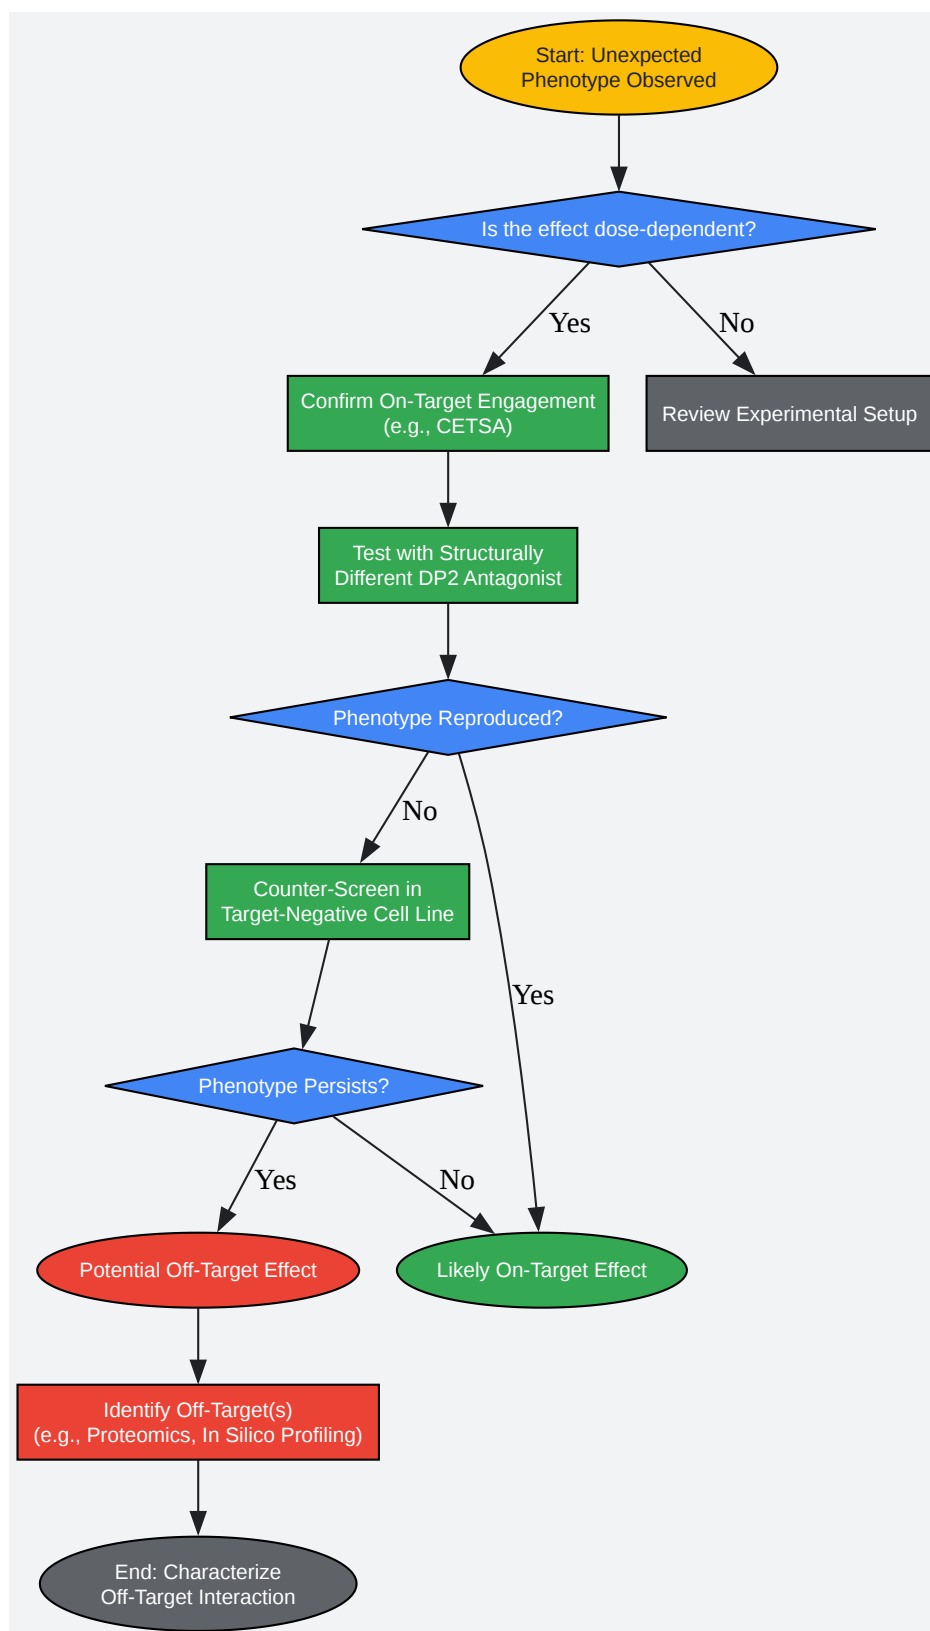 Start: Unexpected
Phenotype Observed
Is the effect dose-dependent?
Yes
No
Confirm On-Target Engagement
(e.g., CETSA)
Review Experimental Setup
Test with Structurally
Different DP2 Antagonist
Phenotype Reproduced?
No
Counter-Screen in
Target-Negative Cell Line
Yes
Phenotype Persists?
Yes
No
Potential Off-Target Effect
Likely On-Target Effect
Identify Off-Target(s)
(e.g., Proteomics, In Silico Profiling)
End: Characterize
Off-Target Interaction